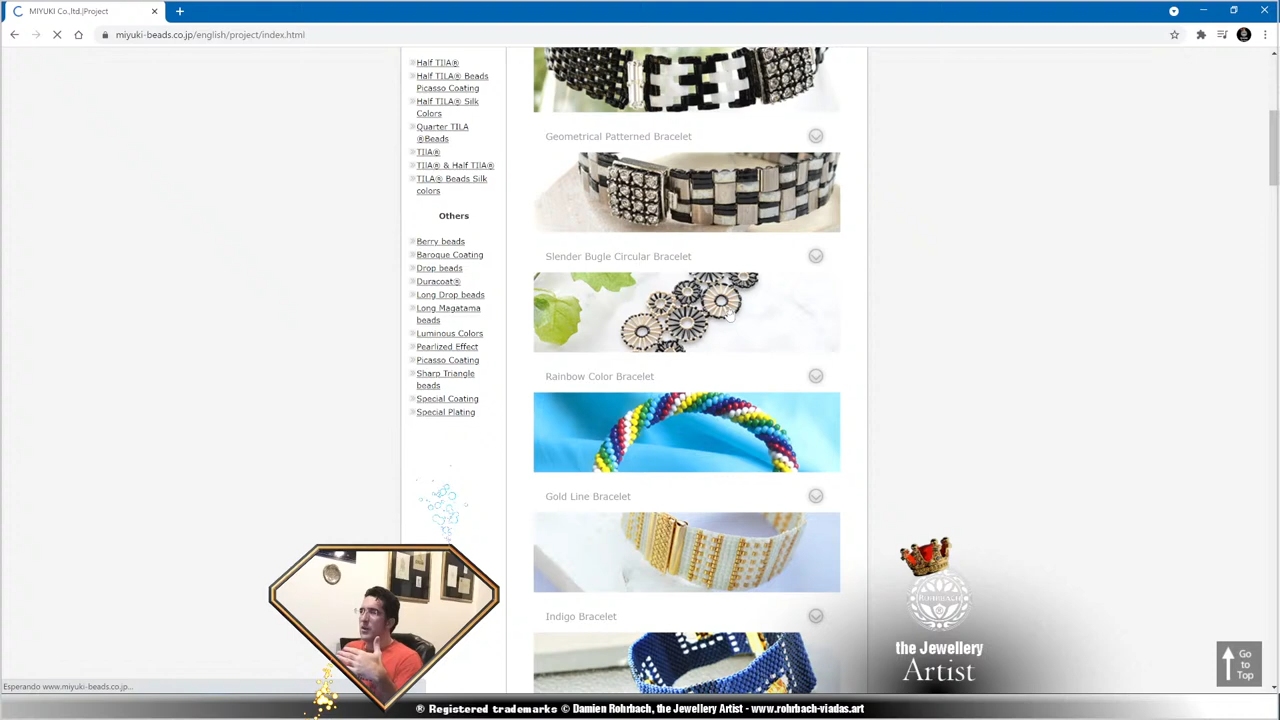 MIYUKI Co.,ltd.|Project
miyuki-beads.co.jp/english/project/index.html
Half TIlA®
Half TILA® Beads
Picasso Coating
Half TILA® Silk
Colors
Quarter TILA
®Beads
TIlA®
TIlA® & Half TIlA®
TILA® Beads Silk
colors
Others
Berry beads
Baroque Coating
Drop beads
Duracoat®
Long Drop beads
Long Magatama
beads
Luminous Colors
Pearlized Effect
Picasso Coating
Sharp Triangle
beads
Special Coating
Special Plating
Geometrical Patterned Bracelet
Slender Bugle Circular Bracelet
Rainbow Color Bracelet
Gold Line Bracelet
Indigo Bracelet
ROHRBACH
the Jewellery
Artist
Go
to
Top
Esperando www.miyuki-beads.co.jp...
® Registered trademarks © Damien Rohrbach, the Jewellery Artist - www.rohrbach-viadas.art